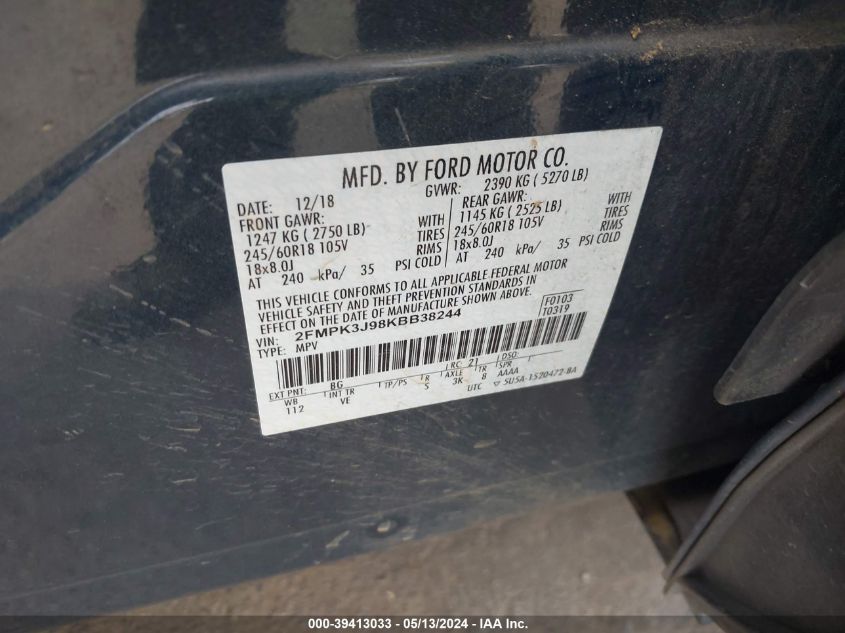 MFD. BY FORD MOTOR CO.
DATE: 12/18 GVWR: 2390 KG ( 5270 LB)
FRONT GAWR: REAR GAWR:
1247 KG ( 2750 LB) WITH 1145 KG ( 2525 LB) WITH
245/60R18 105V TIRES 245/60R18 105V TIRES
18x8.0J RIMS 18x8.0J RIMS
AT 240 kPa/ 35 PSI COLD AT 240 kPa/ 35 PSI COLD
THIS VEHICLE CONFORMS TO ALL APPLICABLE FEDERAL MOTOR
VEHICLE SAFETY AND THEFT PREVENTION STANDARDS IN
EFFECT ON THE DATE OF MANUFACTURE SHOWN ABOVE.
F0103
VIN: 2FMPK3J98KBB38244 T0319
TYPE: MPV
EXT PNT: BG RC 21 DSO
WB INT TR TP/PS R AXLE TR SPR
112 VE S 3K 8 AAAA
UTC 5U5A-1520472-BA
000-39413033 - 05/13/2024 - IAA Inc.